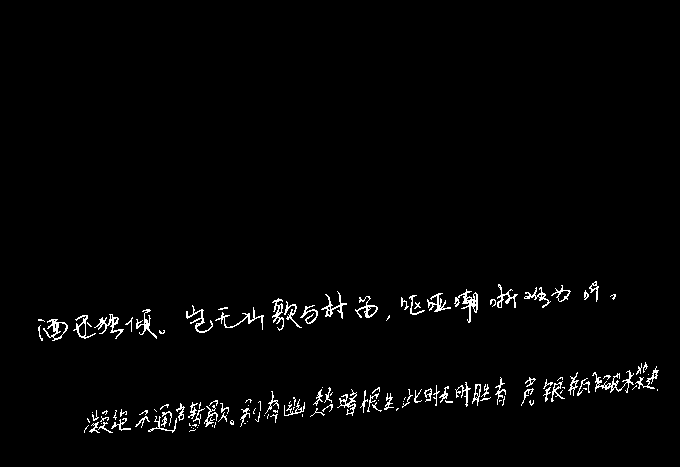 酒还独倾。岂无山歌与村笛,呕哑嘲哳难为听。
凝绝不通声暂歇。别有幽愁暗恨生,此时无声胜有声银瓶乍破水浆迸